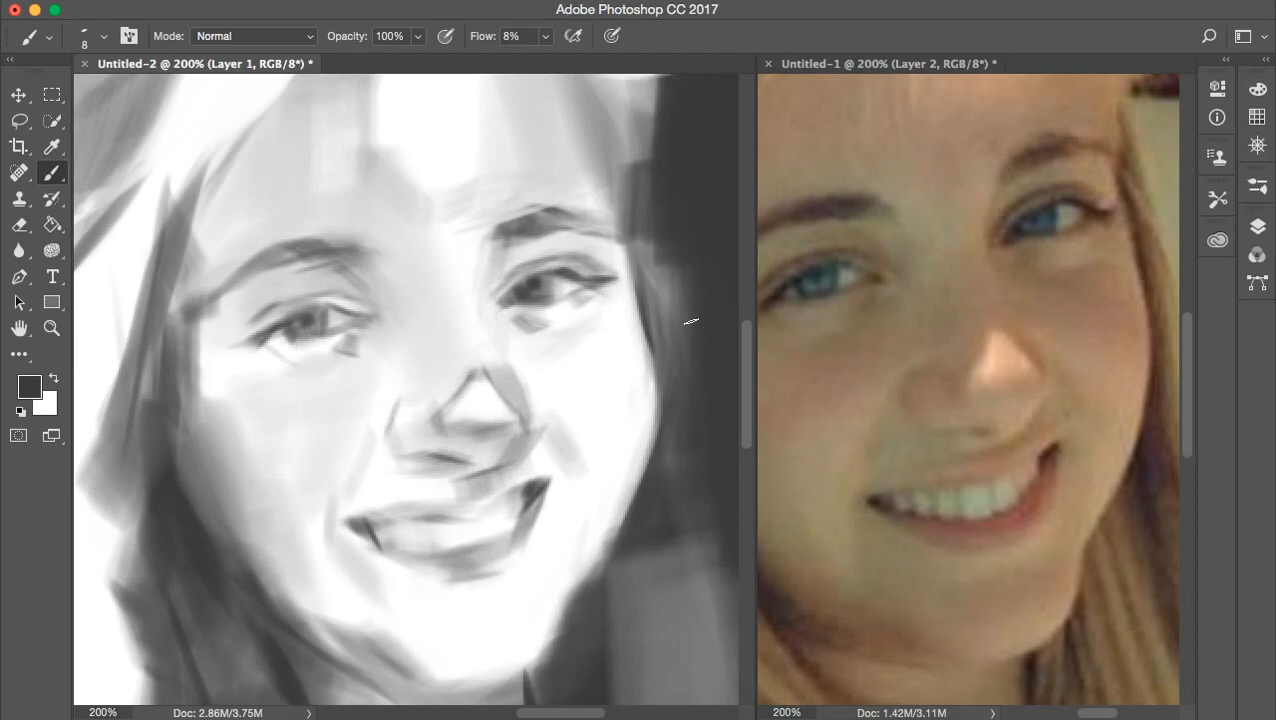 Adobe Photoshop CC 2017
8 Mode: Normal Opacity: 100% Flow: 8%
Untitled-2 @ 200% (Layer 1, RGB/8*) * Untitled-1 @ 200% (Layer 2, RGB/8*) *
200% Doc: 2.86M/3.75M 200% Doc: 1.42M/3.11M